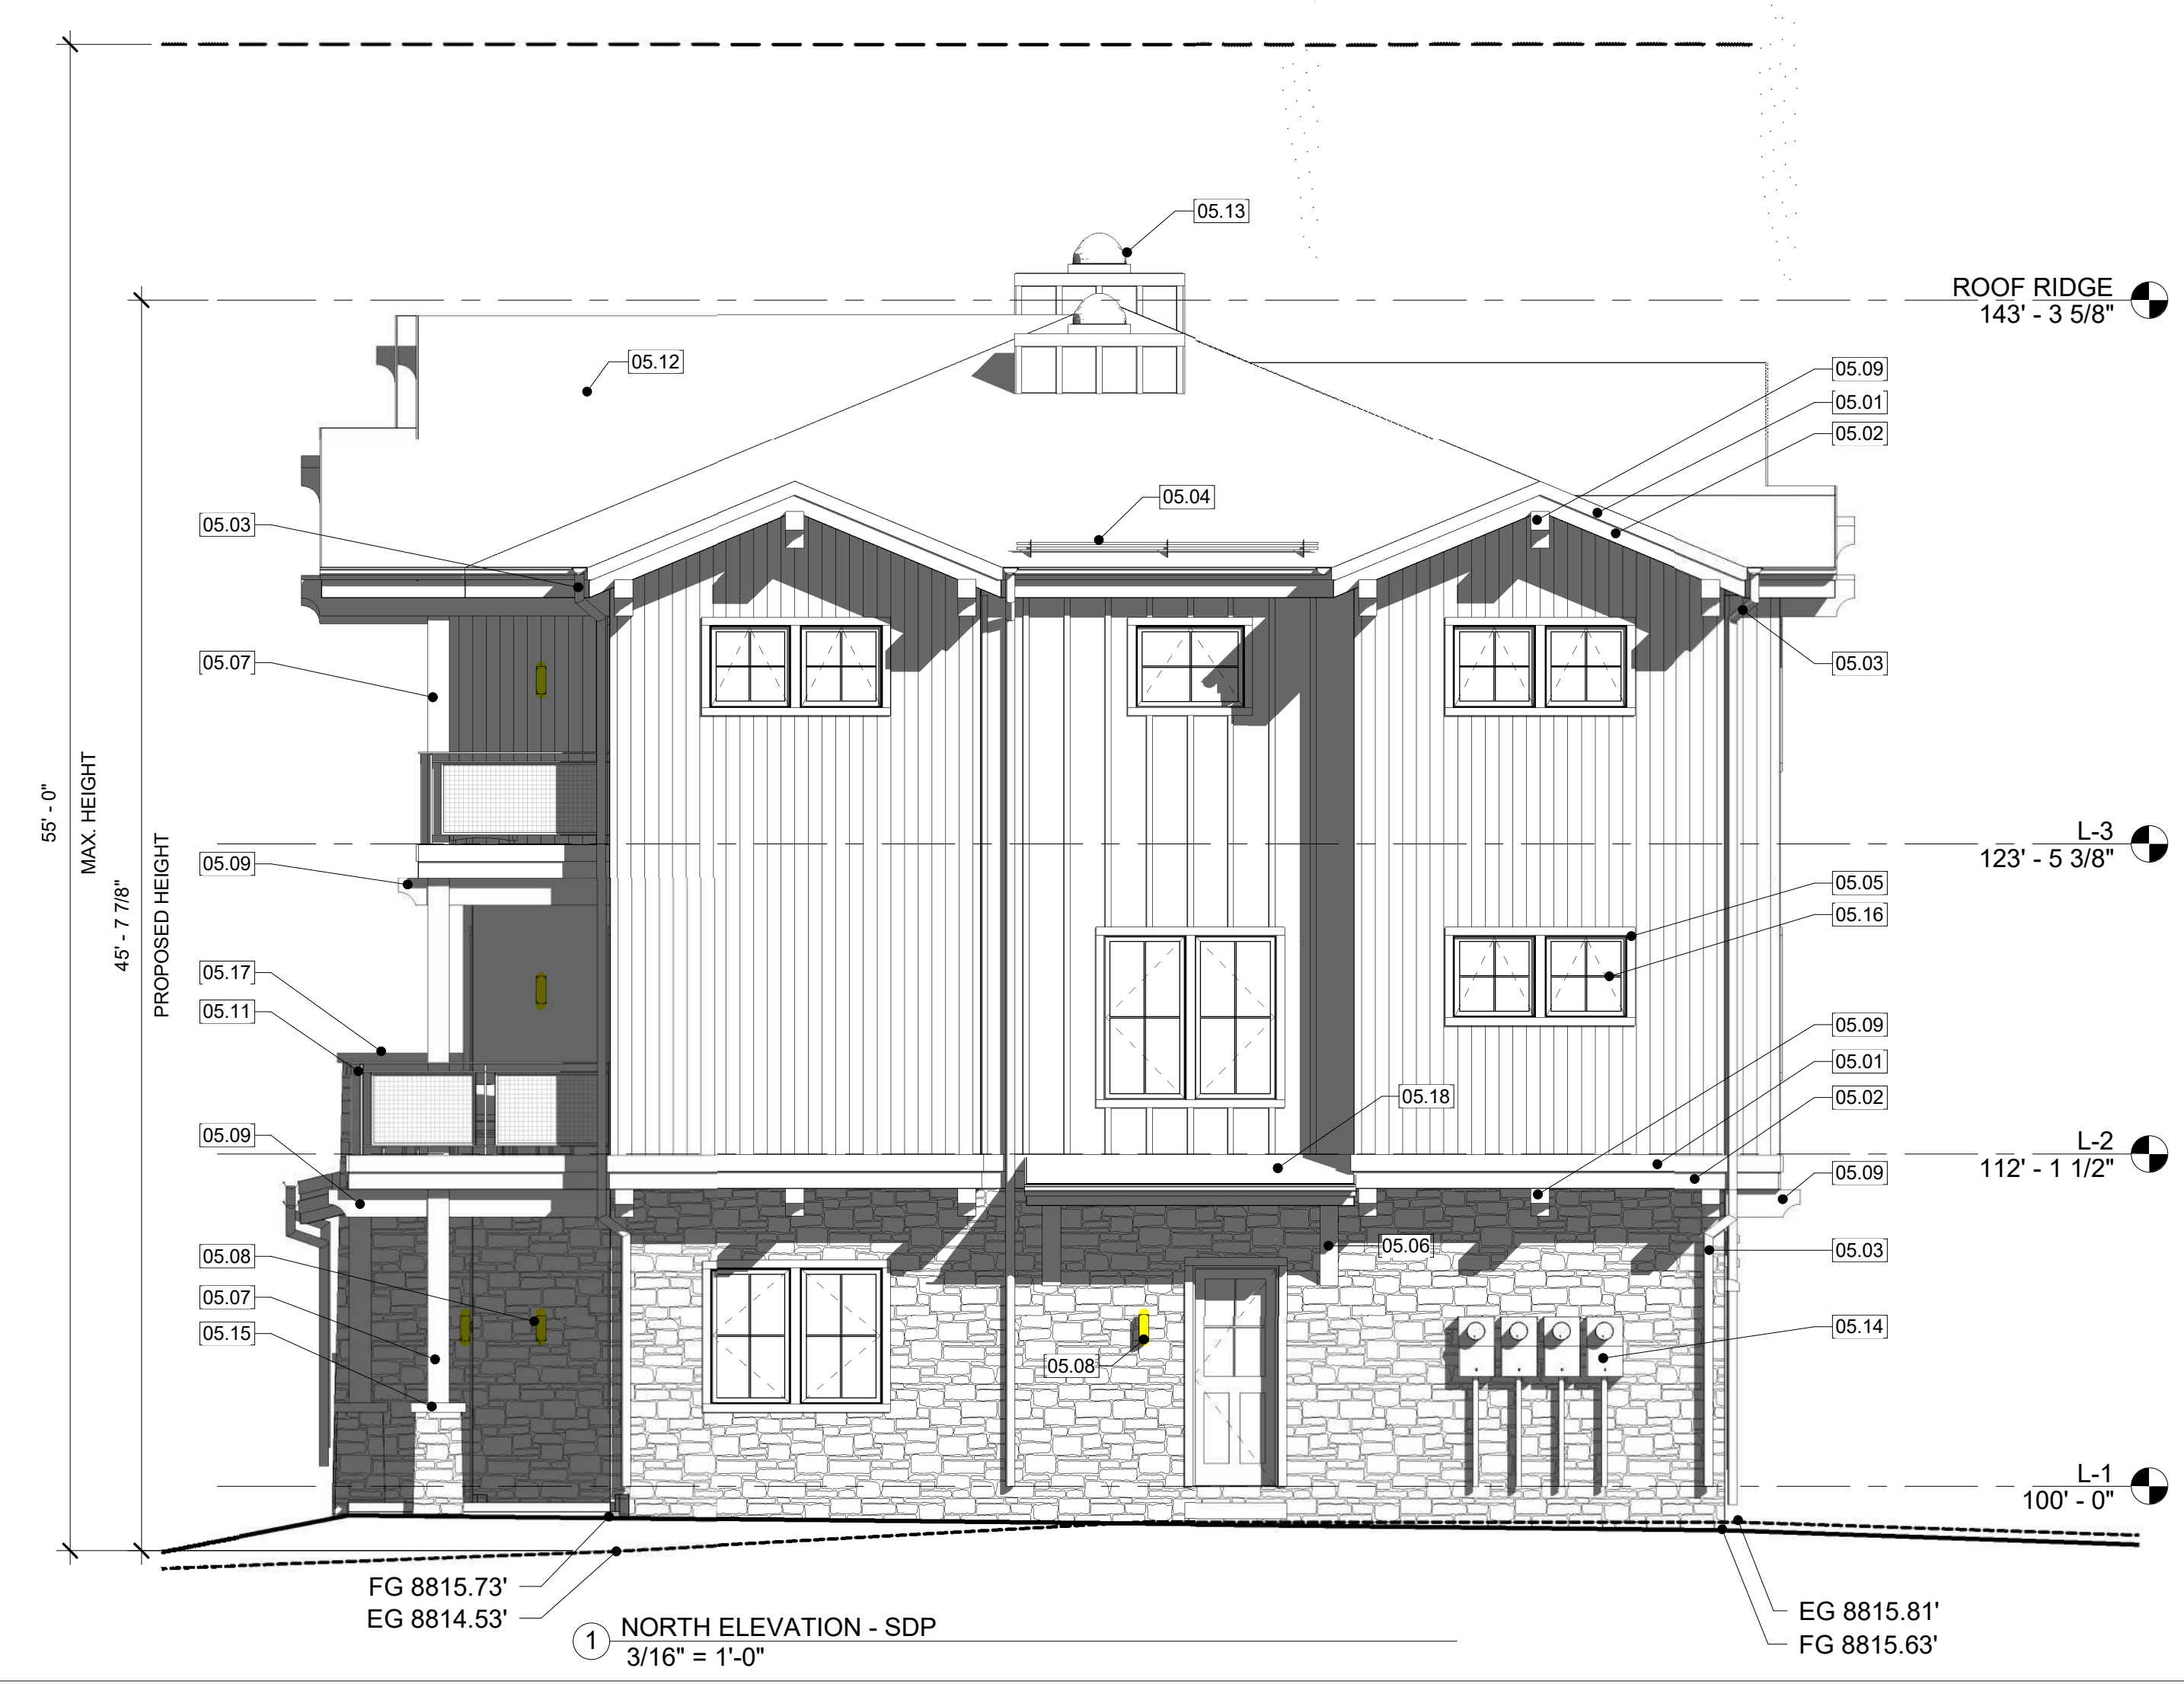 05.13
ROOF RIDGE
143' - 3 5/8"
05.12
05.09
05.01
05.02
05.04
05.03
05.07
05.03
55' - 0"
MAX. HEIGHT
45' - 7 7/8"
PROPOSED HEIGHT
L-3
123' - 5 3/8"
05.09
05.05
05.16
05.17
05.11
05.09
05.01
05.18
05.02
05.09
L-2
112' - 1 1/2"
05.09
05.06
05.08
05.03
05.07
05.15
05.08
05.14
L-1
100' - 0"
FG 8815.73'
EG 8814.53'
EG 8815.81'
FG 8815.63'
1
NORTH ELEVATION - SDP
3/16" = 1'-0"